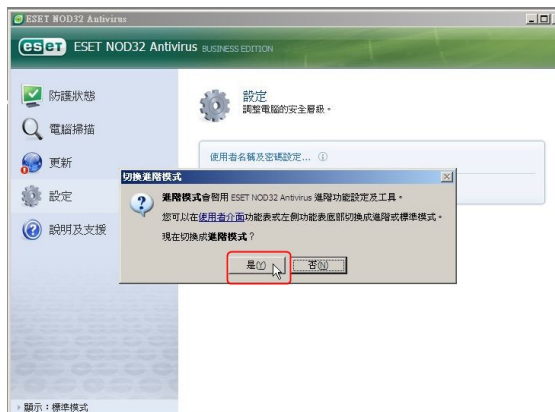 ESET NOD32 Antivirus
eset ESET NOD32 Antivirus BUSINESS EDITION
防護狀態
電腦掃描
更新
設定
說明及支援
設定
調整電腦的安全層級。
使用者名稱及密碼設定...
切換進階模式
進階模式會啓用 ESET NOD32 Antivirus 進階功能設定及工具。
您可以在使用者介面功能表或左側功能表底部切換成進階或標準模式。
現在切換成進階模式？
是(Y)
否(N)
顯示：標準模式